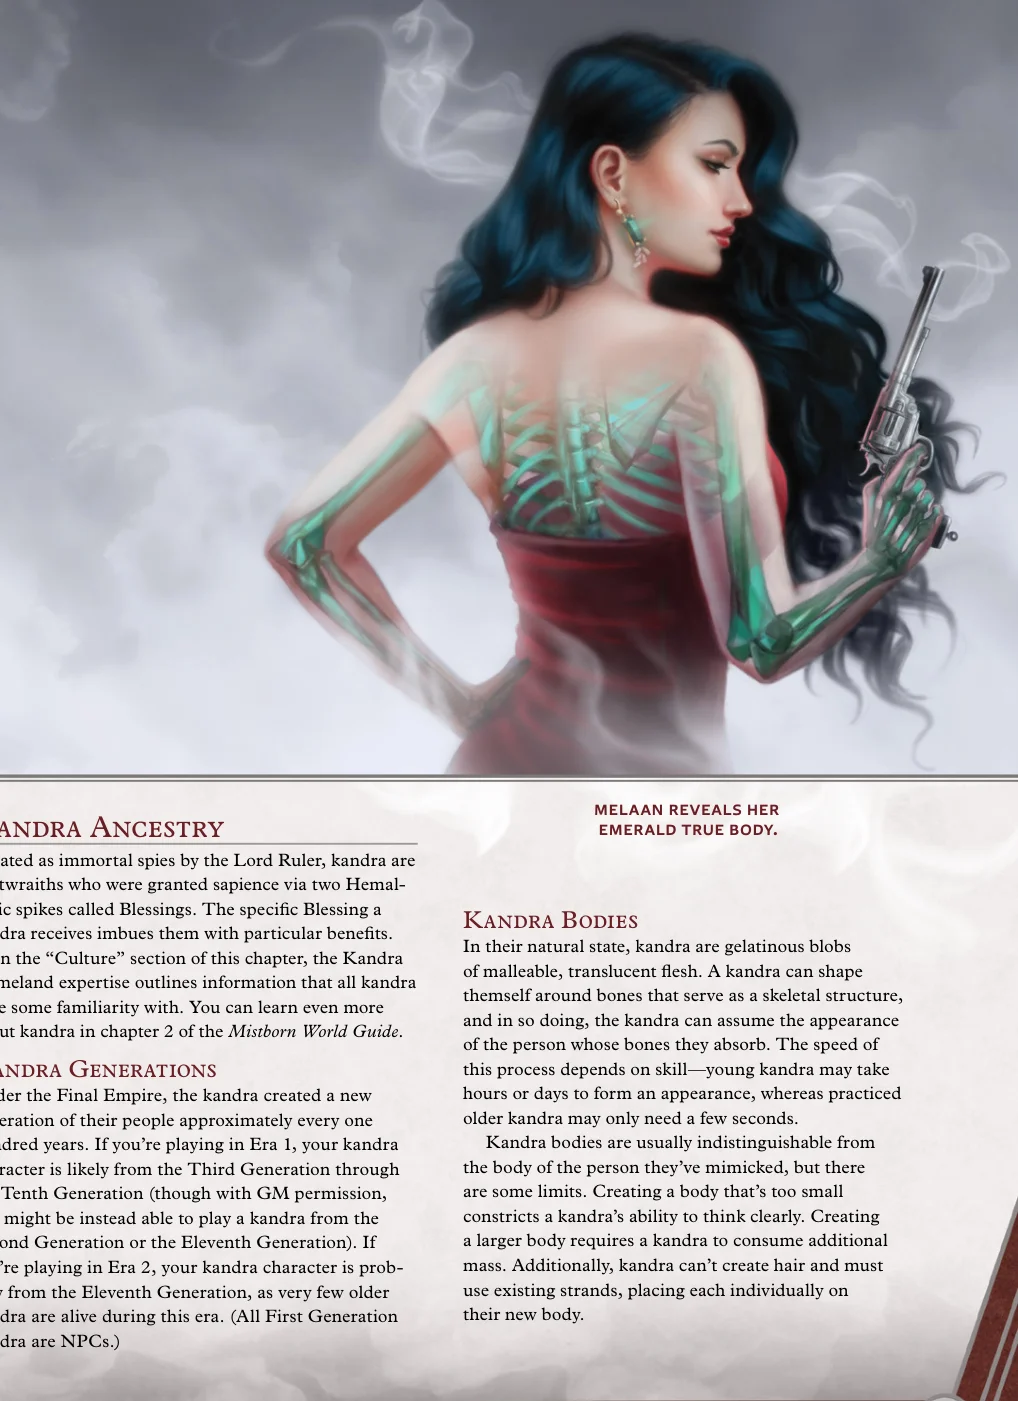 ANDRA ANCESTRY
ated as immortal spies by the Lord Ruler, kandra are
twraiths who were granted sapience via two Hemal-
ic spikes called Blessings. The specific Blessing a
dra receives imbues them with particular benefits.
n the “Culture” section of this chapter, the Kandra
meland expertise outlines information that all kandra
e some familiarity with. You can learn even more
ut kandra in chapter 2 of the Mistborn World Guide.
ANDRA GENERATIONS
der the Final Empire, the kandra created a new
eration of their people approximately every one
ndred years. If you’re playing in Era 1, your kandra
racter is likely from the Third Generation through
Tenth Generation (though with GM permission,
might be instead able to play a kandra from the
ond Generation or the Eleventh Generation). If
’re playing in Era 2, your kandra character is prob-
y from the Eleventh Generation, as very few older
dra are alive during this era. (All First Generation
dra are NPCs.)
MELAAN REVEALS HER
EMERALD TRUE BODY.
KANDRA BODIES
In their natural state, kandra are gelatinous blobs
of malleable, translucent flesh. A kandra can shape
themself around bones that serve as a skeletal structure,
and in so doing, the kandra can assume the appearance
of the person whose bones they absorb. The speed of
this process depends on skill—young kandra may take
hours or days to form an appearance, whereas practiced
older kandra may only need a few seconds.
Kandra bodies are usually indistinguishable from
the body of the person they’ve mimicked, but there
are some limits. Creating a body that’s too small
constricts a kandra’s ability to think clearly. Creating
a larger body requires a kandra to consume additional
mass. Additionally, kandra can’t create hair and must
use existing strands, placing each individually on
their new body.